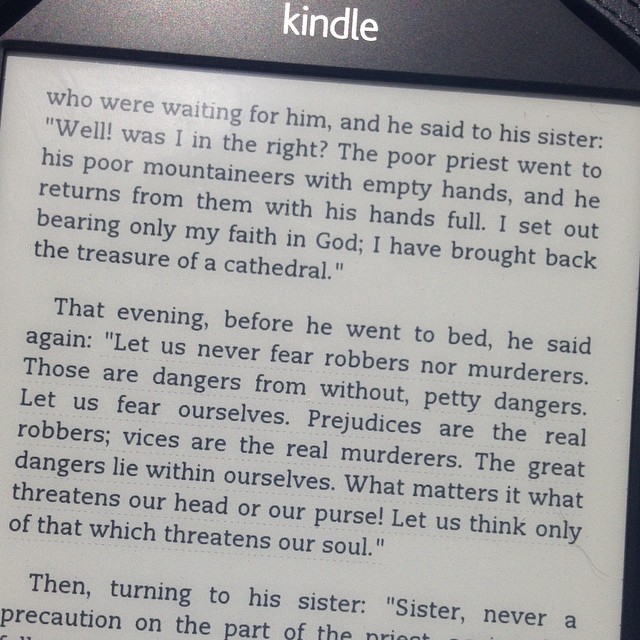 kindle
who were waiting for him, and he said to his sister:
"Well! was I in the right? The poor priest went to
his poor mountaineers with empty hands, and he
returns from them with his hands full. I set out
bearing only my faith in God; I have brought back
the treasure of a cathedral."
That evening, before he went to bed, he said
again: "Let us never fear robbers nor murderers.
Those are dangers from without, petty dangers.
Let us fear ourselves. Prejudices are the real
robbers; vices are the real murderers. The great
dangers lie within ourselves. What matters it what
threatens our head or our purse! Let us think only
of that which threatens our soul."
Then, turning to his sister: "Sister, never a
precaution on the part of the priest,